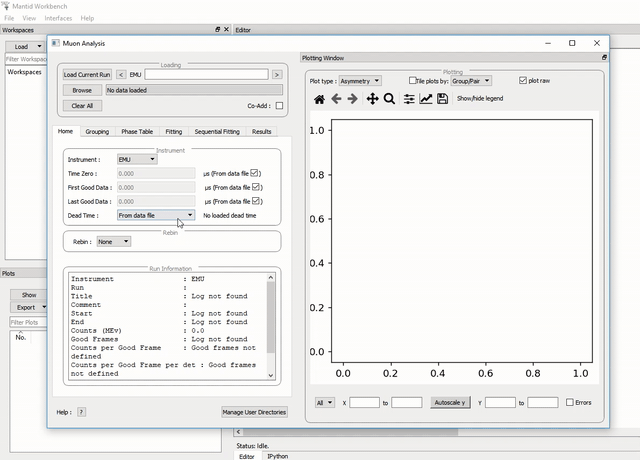 Mantid Workbench
File View Interfaces Help
Workspaces
Editor
Load
Filter Workspaces
Workspaces
Muon Analysis
Loading
Load Current Run < EMU >
Browse No data loaded
Clear All Co-Add :
Home Grouping Phase Table Fitting Sequential Fitting Results
Instrument
Instrument : EMU
Time Zero : 0.000 µs (From data file )
First Good Data : 0.000 µs (From data file )
Last Good Data : 0.000 µs (From data file )
Dead Time : From data file No loaded dead time
Rebin
Rebin : None
Run Information
Instrument : EMU
Run :
Title : Log not found
Comment :
Start : Log not found
End : Log not found
Counts (MEv) : 0.0
Good Frames : Log not found
Counts per Good Frame : Good frames not
defined
Counts per Good Frame per det : Good frames
not defined
Help : ? Manage User Directories
Plotting Window
Plotting
Plot type : Asymmetry Tile plots by: Group/Pair plot raw
Show/hide legend
1.0
0.8
0.6
0.4
0.2
0.0
0.0 0.2 0.4 0.6 0.8 1.0
All X to Autoscale y Y to Errors
Plots
Show
Export
Filter Plots
No.
Status: Idle.
Editor IPython